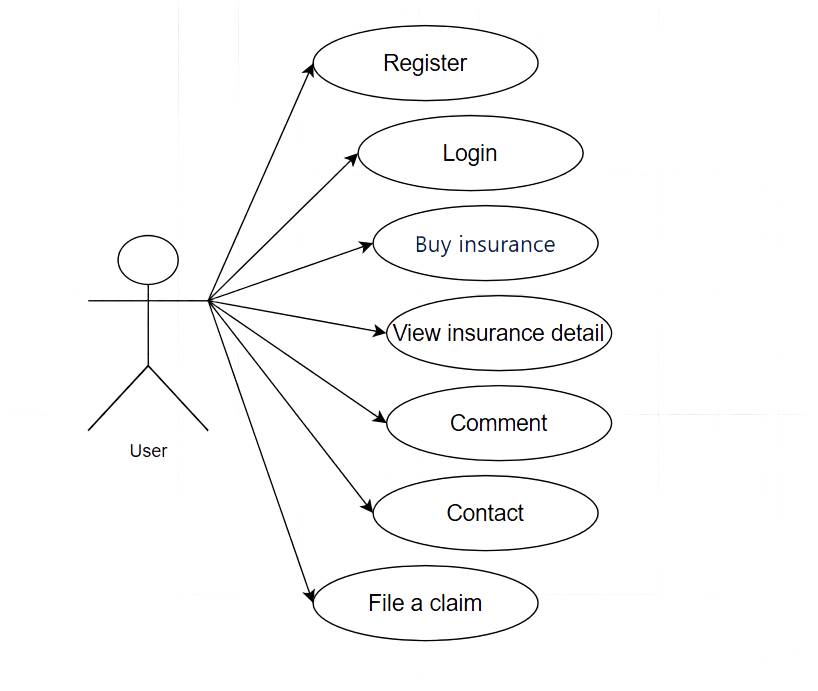 Register
Login
Buy insurance
View insurance detail
Comment
User
Contact
File a claim